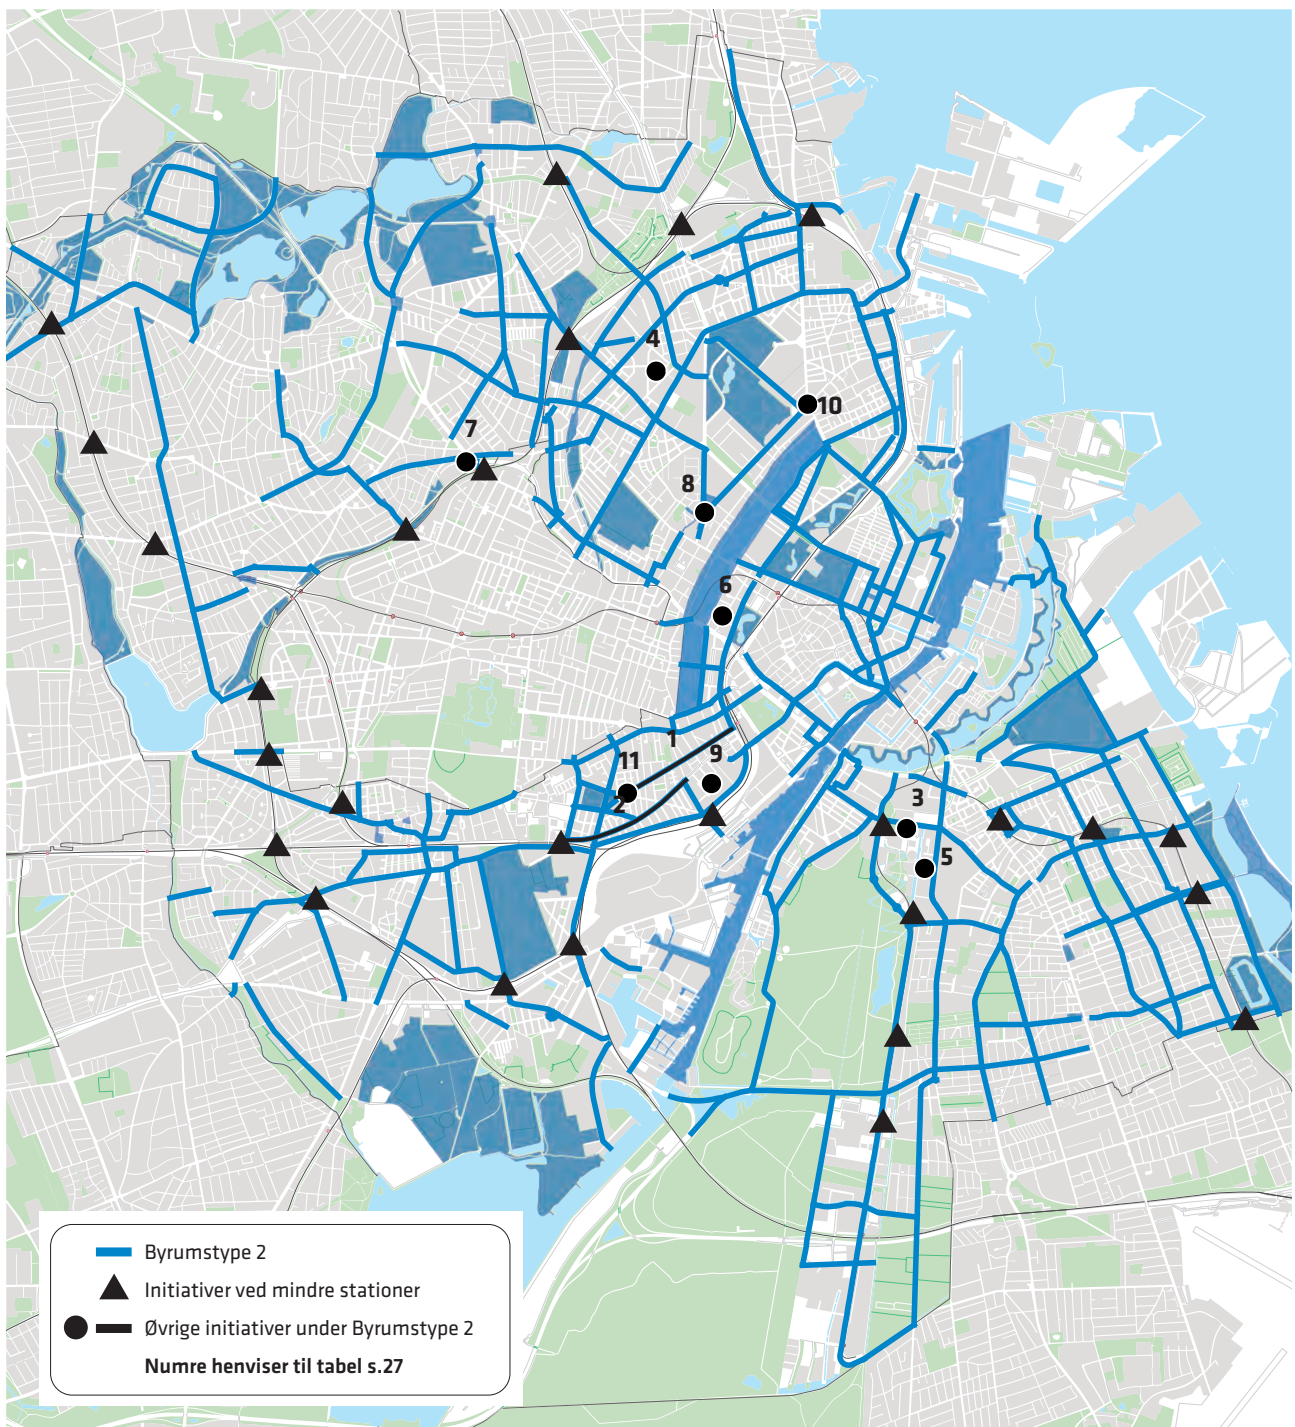 4
10
7
8
6
1
11
9
2
3
5
Byrumstype 2
Initiativer ved mindre stationer
Øvrige initiativer under Byrumstype 2
Numre henviser til tabel s.27